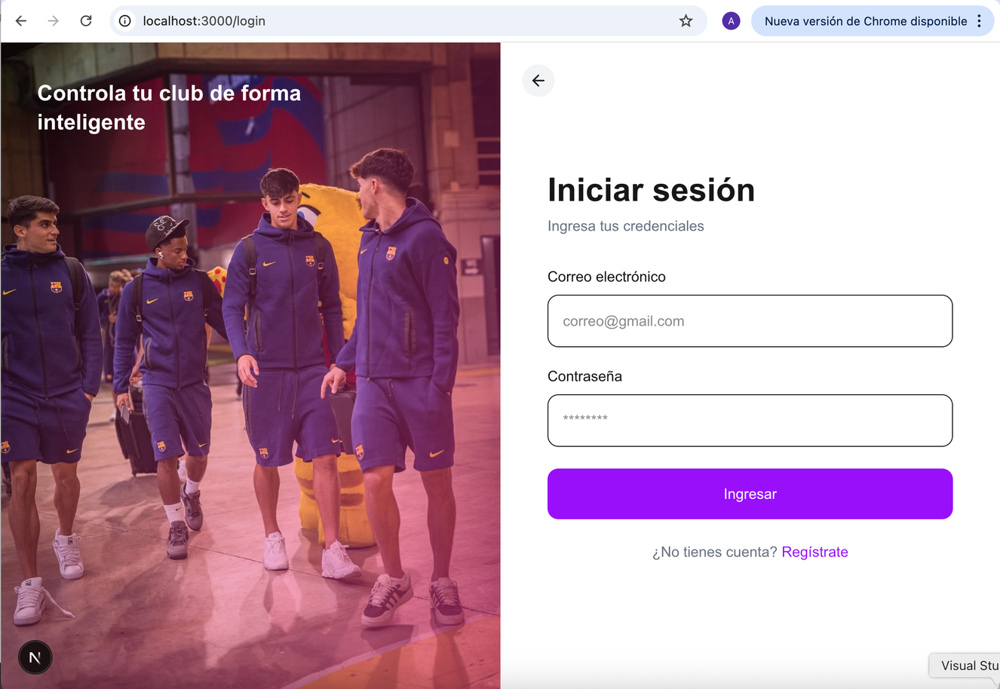 localhost:3000/login
A
Nueva versión de Chrome disponible
Controla tu club de forma
inteligente
Iniciar sesión
Ingresa tus credenciales
Correo electrónico
correo@gmail.com
Contraseña
********
Ingresar
¿No tienes cuenta? Regístrate
N
Visual Stu